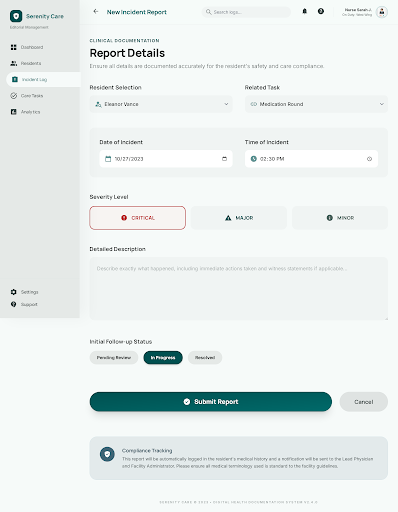 Serenity Care
Editorial Management
Dashboard
Residents
Incident Log
Care Tasks
Analytics
Settings
Support
New Incident Report
Search logs...
Nurse Sarah J.
CLINICAL DOCUMENTATION
Report Details
Ensure all details are documented accurately for the resident's safety and care compliance.
Resident Selection
Related Task
Eleanor Vance
Medication Round
Date of Incident
Time of Incident
10/27/2023
02:30 PM
Severity Level
CRITICAL
MAJOR
MINOR
Detailed Description
Describe exactly what happened, including immediate actions taken and witness statements if applicable...
Initial Follow-up Status
Pending Review
In Progress
Resolved
Submit Report
Cancel
Compliance Tracking
This report will be automatically logged in the resident's medical history and a notification will be sent to the Lead Physician
and Facility Administrator. Please ensure all medical terminology used is standard to the facility guidelines.
SERENITY CARE © 2023 • DIGITAL HEALTH DOCUMENTATION SYSTEM